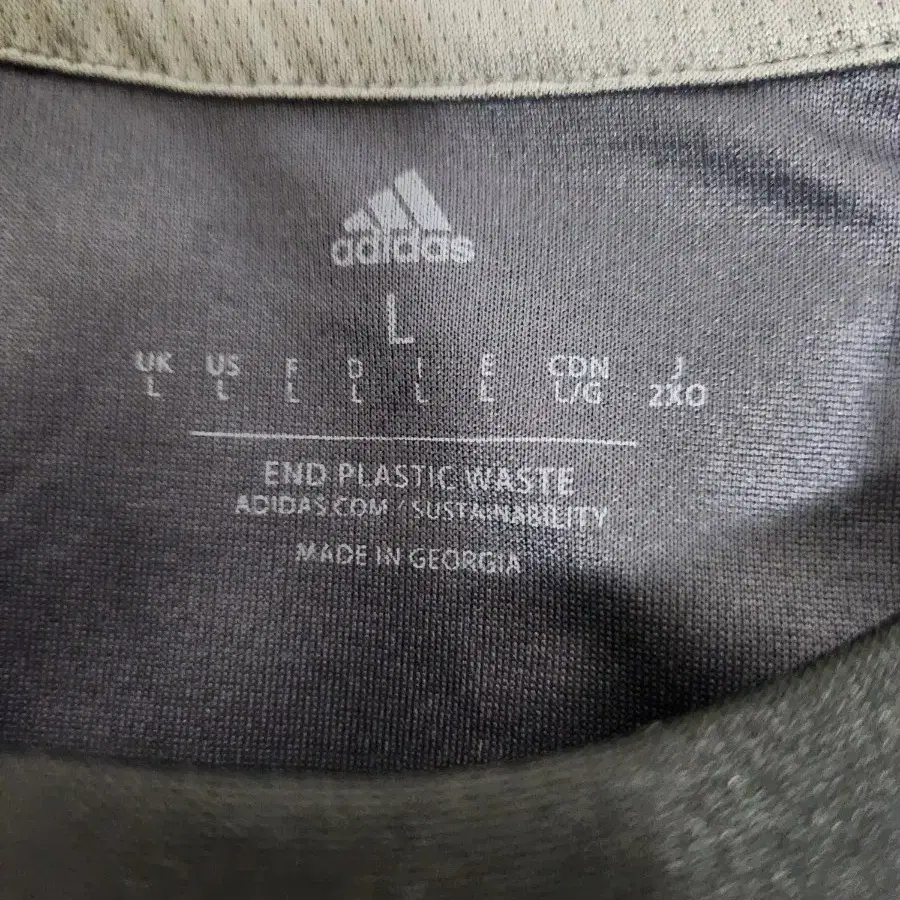 adidas
L
UK US F D I E CDN J
L L L L L L L/G 2XO
END PLASTIC WASTE
ADIDAS.COM / SUSTAINABILITY
MADE IN GEORGIA